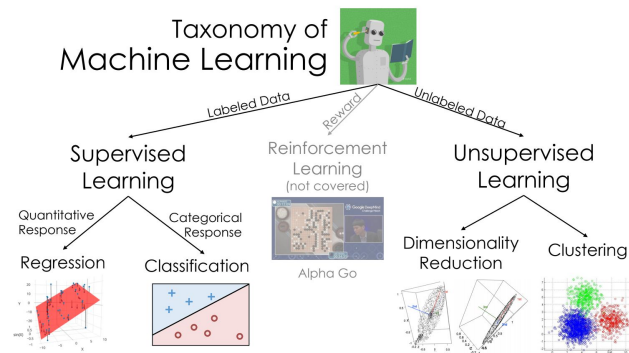 Taxonomy of
Machine Learning
Labeled Data
Reward
Unlabeled Data
Supervised
Learning
Reinforcement
Learning
(not covered)
Unsupervised
Learning
Quantitative
Response
Categorical
Response
Regression
Classification
Alpha Go
Dimensionality
Reduction
Clustering